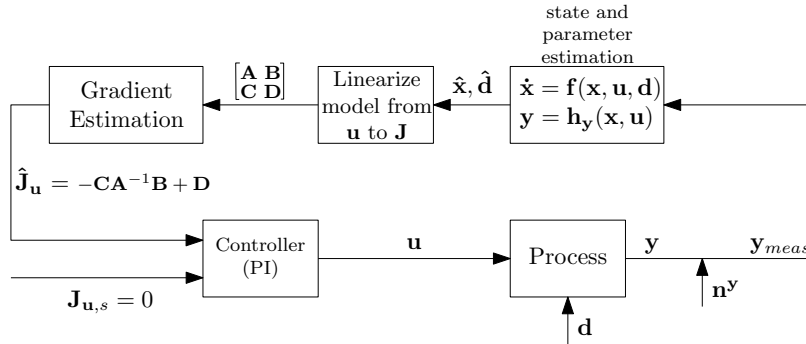 state and
parameter
estimation
Gradient
Estimation
[A B
C D]
Linearize
model from
u to J
x̂, d̂
ẋ = f(x, u, d)
y = h_y(x, u)
Ĵ_u = −CA⁻¹B + D
Controller
(PI)
u
Process
y
y_meas
J_{u,s} = 0
d
n^y